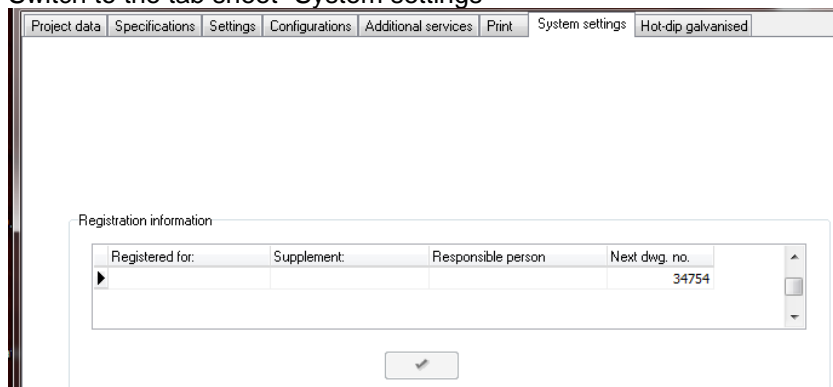 Switch to the tab sheet "System settings"
Project data Specifications Settings Configurations Additional services Print System settings Hot-dip galvanised
Registration information
Registered for: Supplement: Responsible person Next dwg. no.
34754